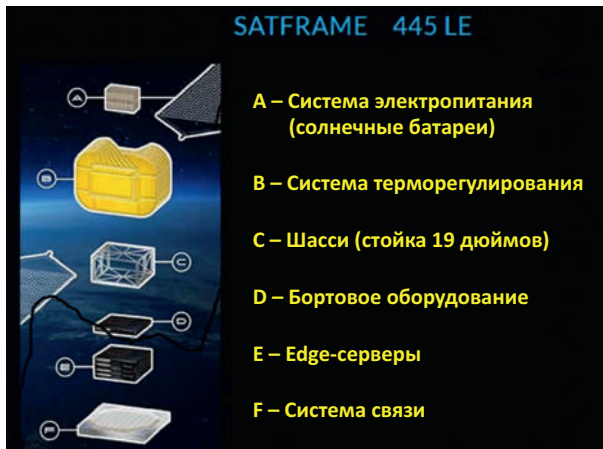 SATFRAME 445 LE
A – Система электропитания
(солнечные батареи)
B – Система терморегулирования
C – Шасси (стойка 19 дюймов)
D – Бортовое оборудование
E – Edge-серверы
F – Система связи
A
B
C
D
E
F